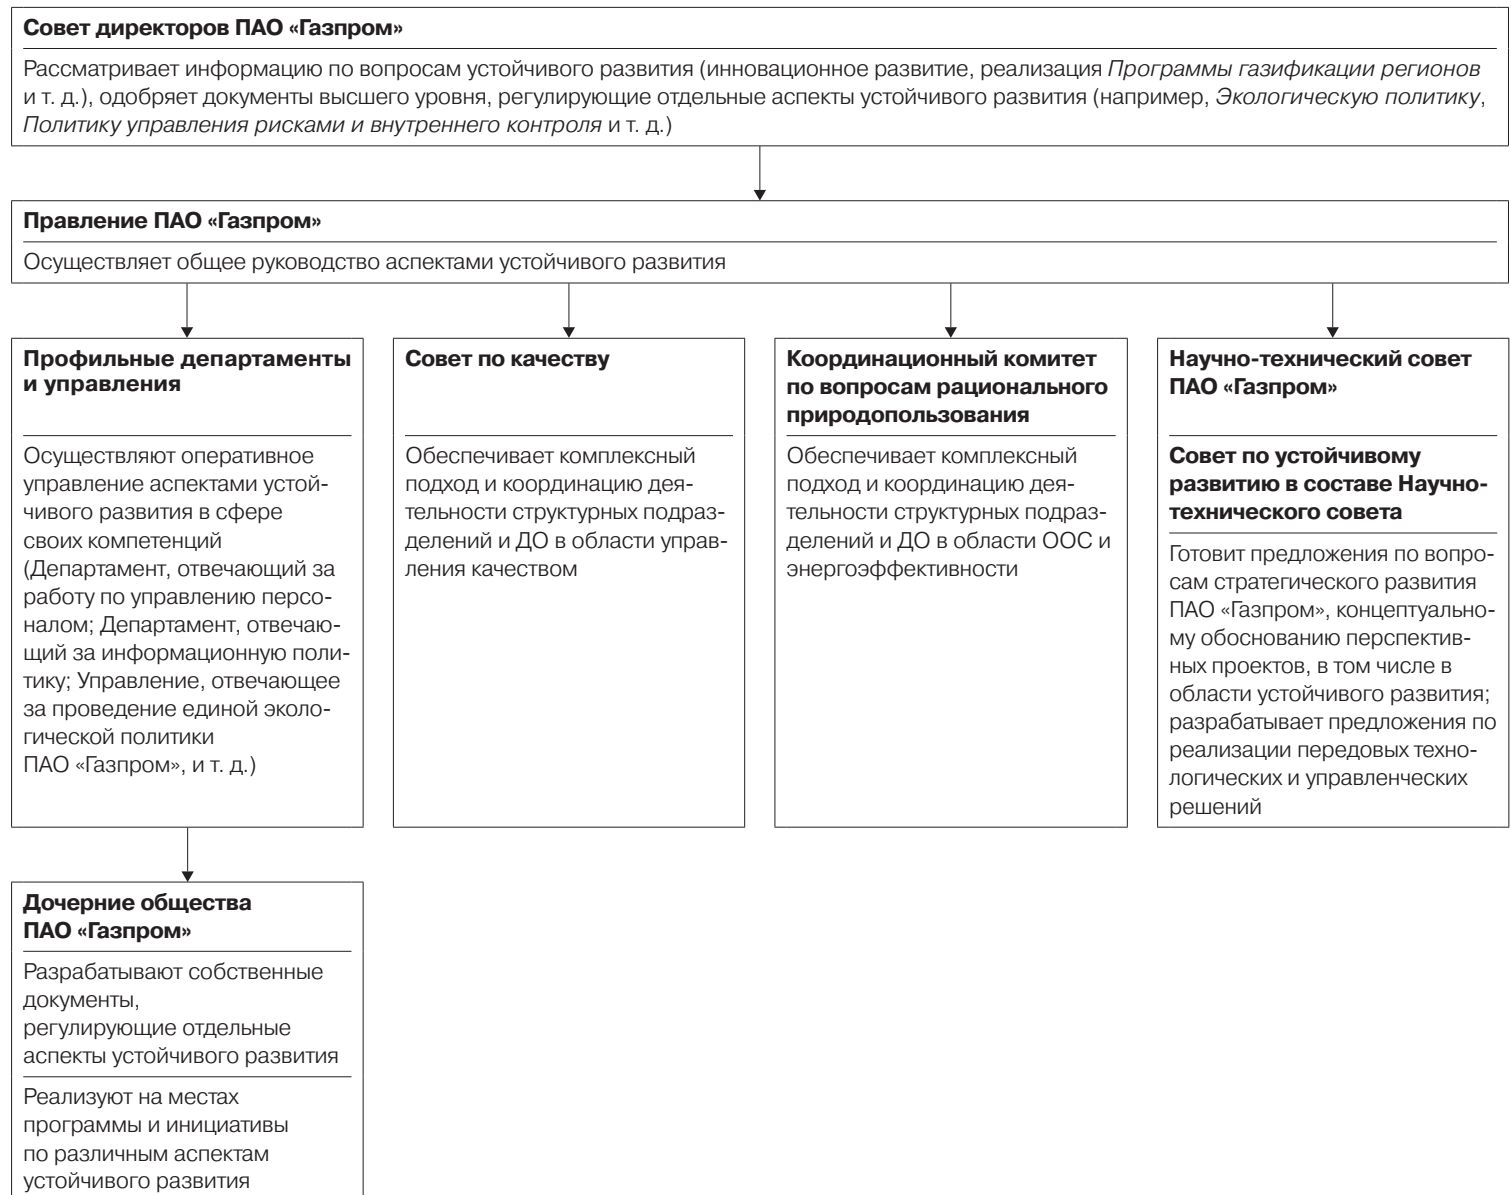 Совет директоров ПАО «Газпром»
Рассматривает информацию по вопросам устойчивого развития (инновационное развитие, реализация Программы газификации регионов
и т. д.), одобряет документы высшего уровня, регулирующие отдельные аспекты устойчивого развития (например, Экологическую политику,
Политику управления рисками и внутреннего контроля и т. д.)
Правление ПАО «Газпром»
Осуществляет общее руководство аспектами устойчивого развития
Профильные департаменты
и управления
Осуществляют оперативное
управление аспектами устой-
чивого развития в сфере
своих компетенций
(Департамент, отвечающий за
работу по управлению персо-
налом; Департамент, отвечаю-
щий за информационную поли-
тику; Управление, отвечающее
за проведение единой эколо-
гической политики
ПАО «Газпром», и т. д.)
Совет по качеству
Обеспечивает комплексный
подход и координацию дея-
тельности структурных подраз-
делений и ДО в области управ-
ления качеством
Координационный комитет
по вопросам рационального
природопользования
Обеспечивает комплексный
подход и координацию дея-
тельности структурных подраз-
делений и ДО в области ООС и
энергоэффективности
Научно-технический совет
ПАО «Газпром»
Совет по устойчивому
развитию в составе Научно-
технического совета
Готовит предложения по вопро-
сам стратегического развития
ПАО «Газпром», концептуально-
му обоснованию перспектив-
ных проектов, в том числе в
области устойчивого развития;
разрабатывает предложения по
реализации передовых техно-
логических и управленческих
решений
Дочерние общества
ПАО «Газпром»
Разрабатывают собственные
документы,
регулирующие отдельные
аспекты устойчивого развития
Реализуют на местах
программы и инициативы
по различным аспектам
устойчивого развития